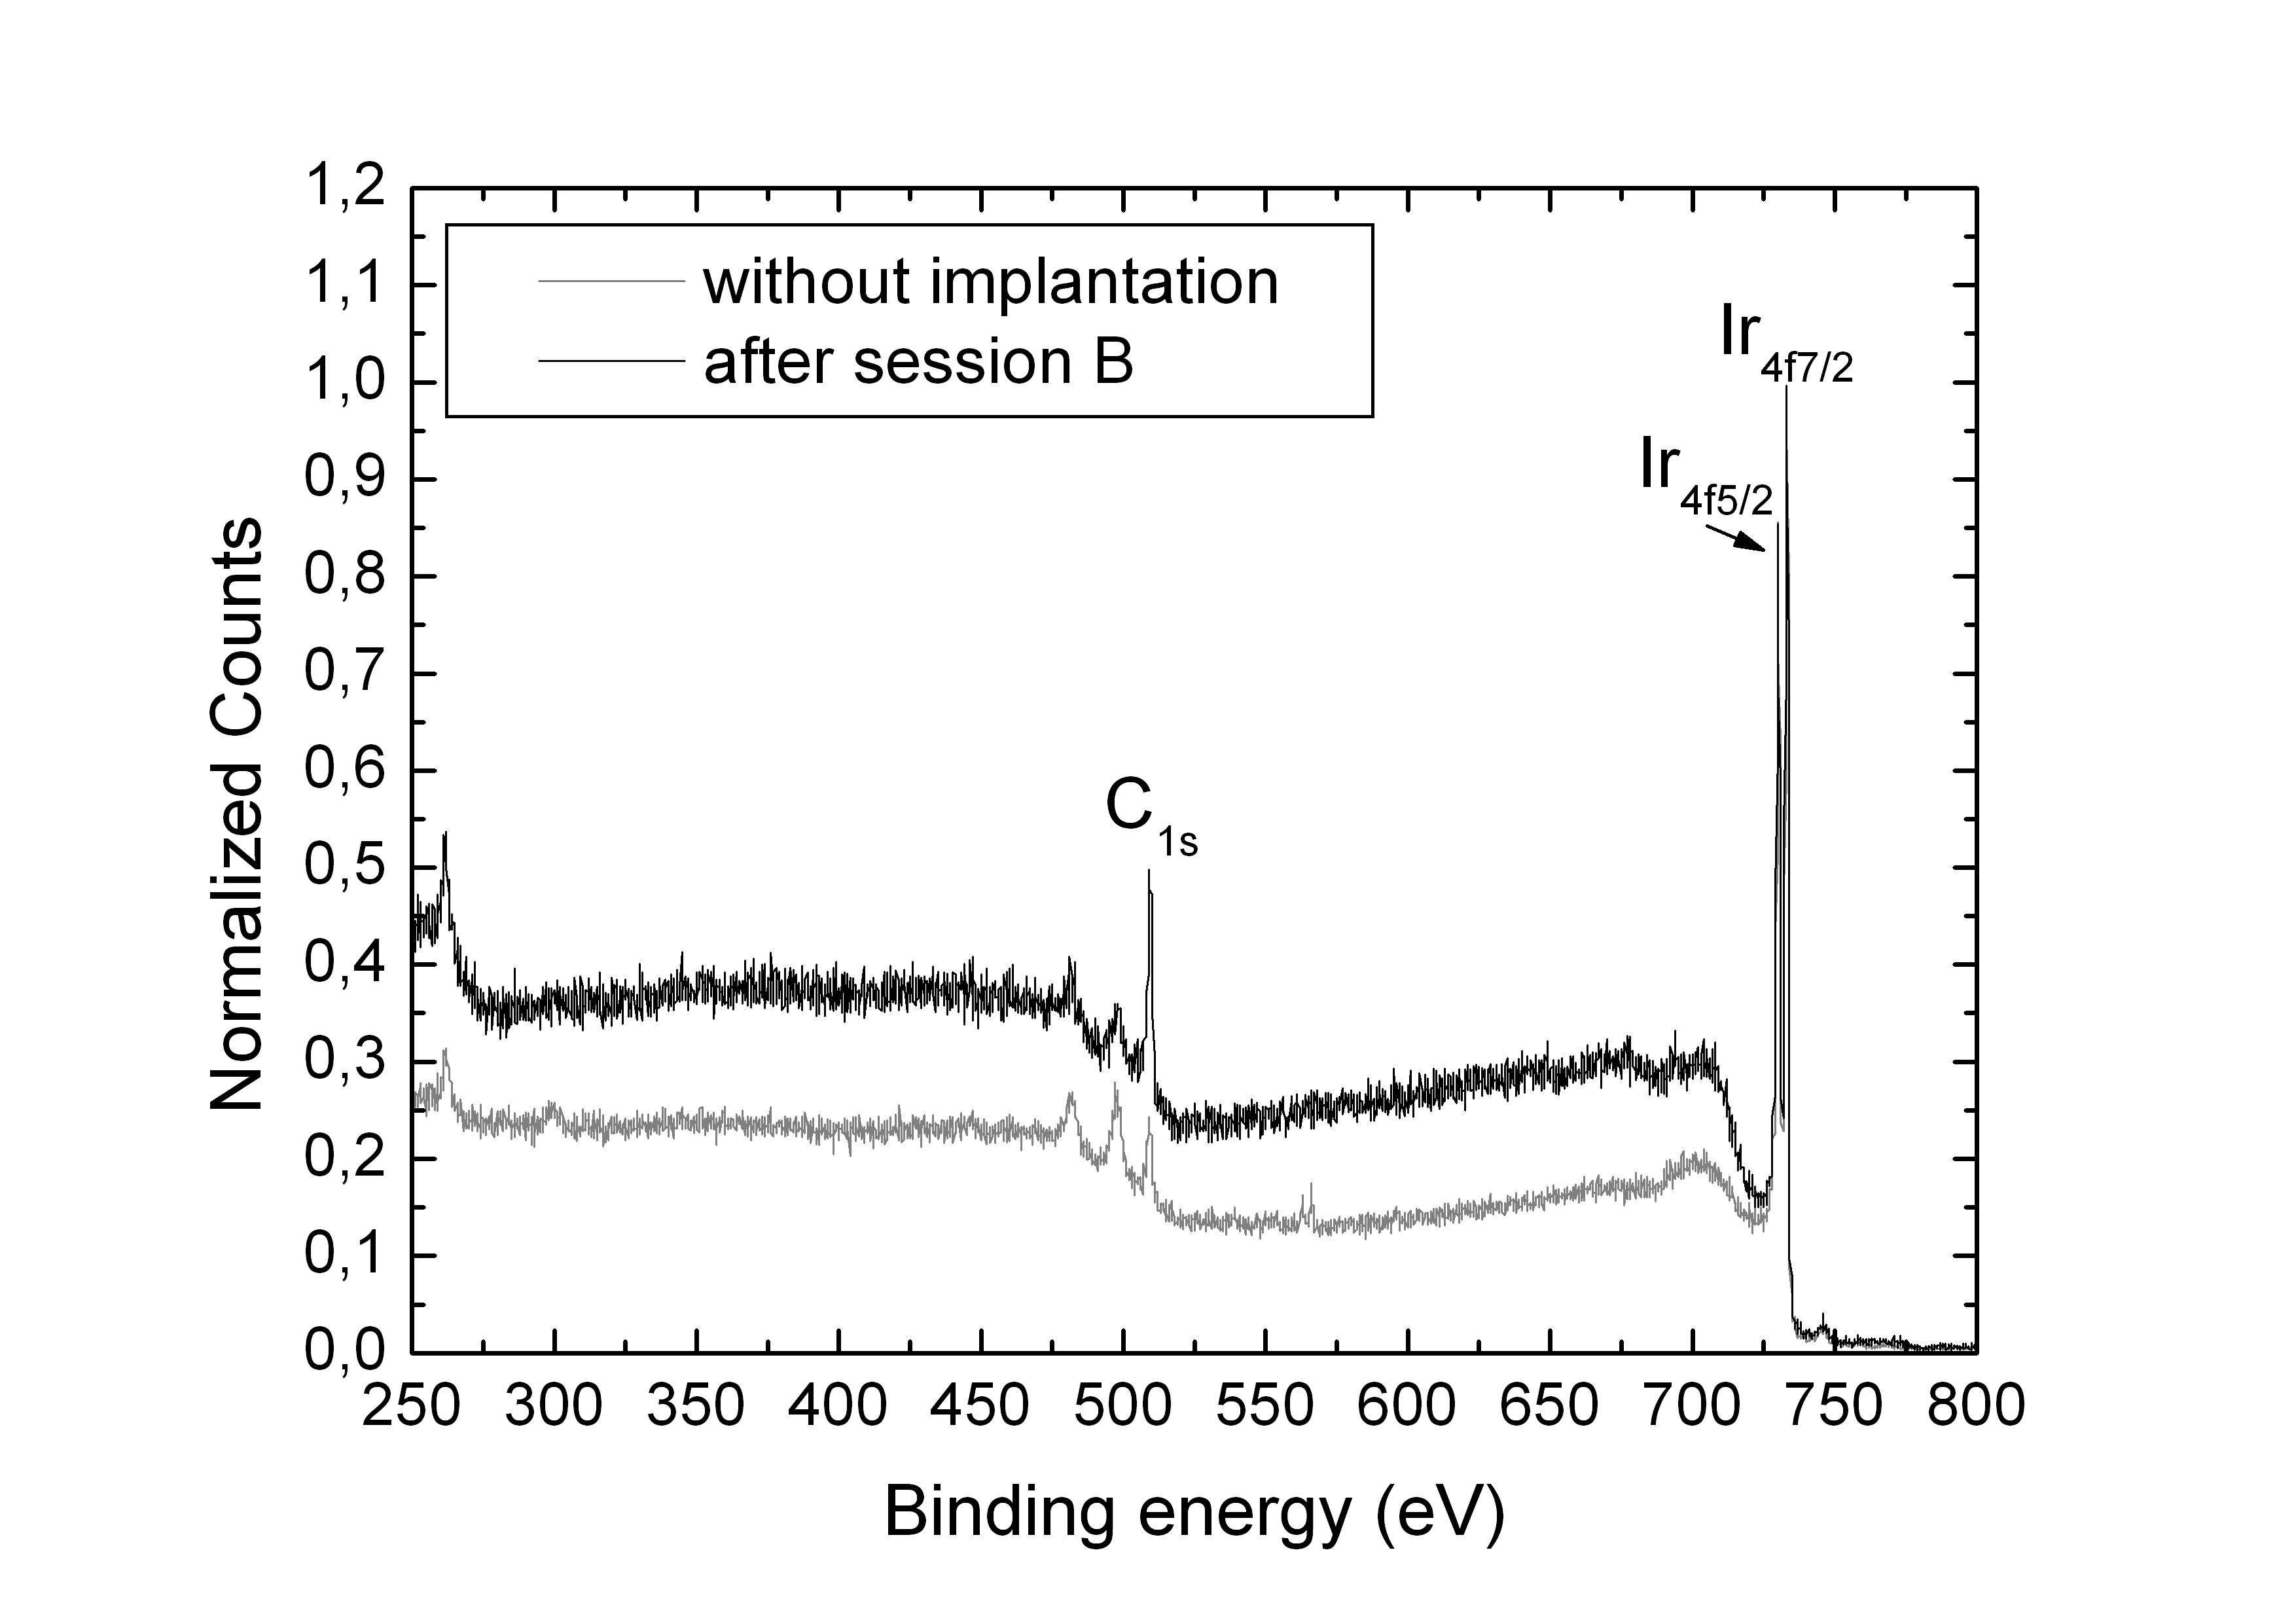 1,2
1,1
1,0
0,9
0,8
0,7
0,6
0,5
0,4
0,3
0,2
0,1
0,0
Normalized Counts
without implantation
after session B
Ir4f7/2
Ir4f5/2
C1s
250 300 350 400 450 500 550 600 650 700 750 800
Binding energy (eV)